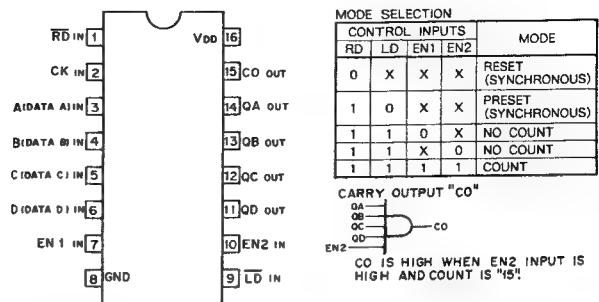 RD IN 1
CK IN 2
A(DATA A)IN 3
B(DATA B)IN 4
C(DATA C)IN 5
D(DATA D)IN 6
EN 1 IN 7
8 GND
VDD 16
15 CO OUT
14 QA OUT
13 QB OUT
12 QC OUT
11 QD OUT
10 EN2 IN
9 LD IN
MODE SELECTION
CONTROL INPUTS MODE
RD LD EN1 EN2
0 X X X RESET
(SYNCHRONOUS)
1 0 X X PRESET
(SYNCHRONOUS)
1 1 0 X NO COUNT
1 1 X 0 NO COUNT
1 1 1 1 COUNT
CARRY OUTPUT "CO"
QA
QB
QC
QD
EN2
CO
CO IS HIGH WHEN EN2 INPUT IS
HIGH AND COUNT IS "15".